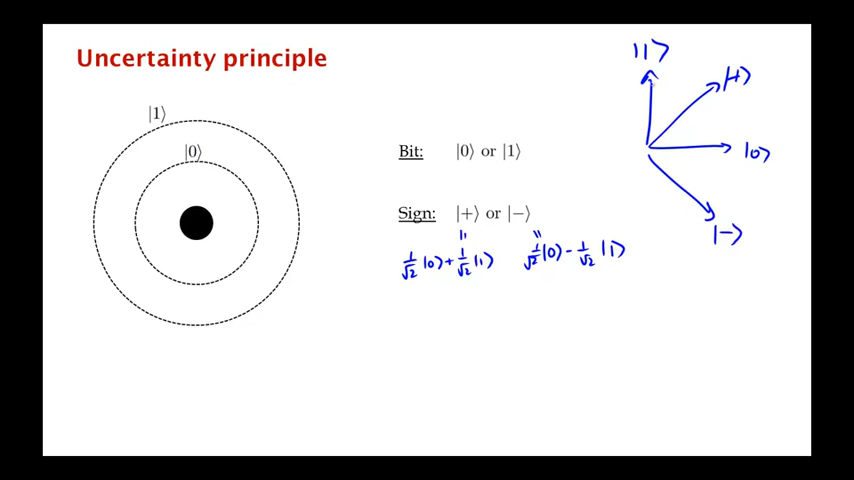 Uncertainty principle
|1⟩
|0⟩
Bit: |0⟩ or |1⟩
Sign: |+⟩ or |−⟩
" "
1/√2 |0⟩ + 1/√2 |1⟩ 1/√2 |0⟩ − 1/√2 |1⟩
|1⟩
|+⟩
|0⟩
|−⟩